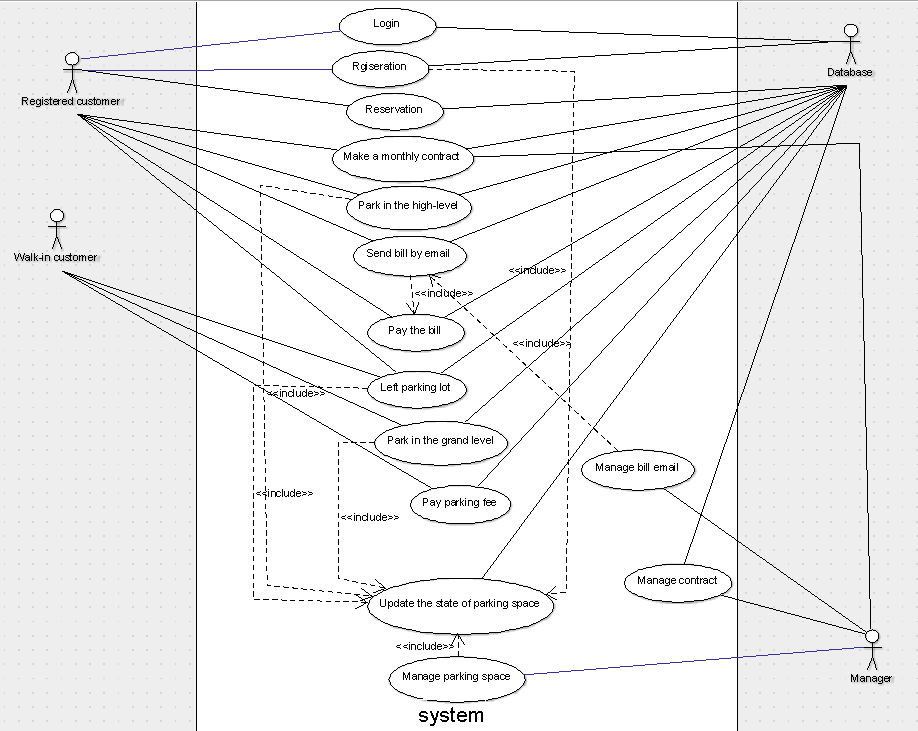 Login
Rgiseration
Database
Registered customer
Reservation
Make a monthly contract
Park in the high-level
Walk-in customer
Send bill by email
<<include>>
<<include>>
Pay the bill
<<include>>
Left parking lot
<<include>>
Park in the grand level
Manage bill email
<<include>>
Pay parking fee
<<include>>
Manage contract
Update the state of parking space
<<include>>
Manage parking space
Manager
system